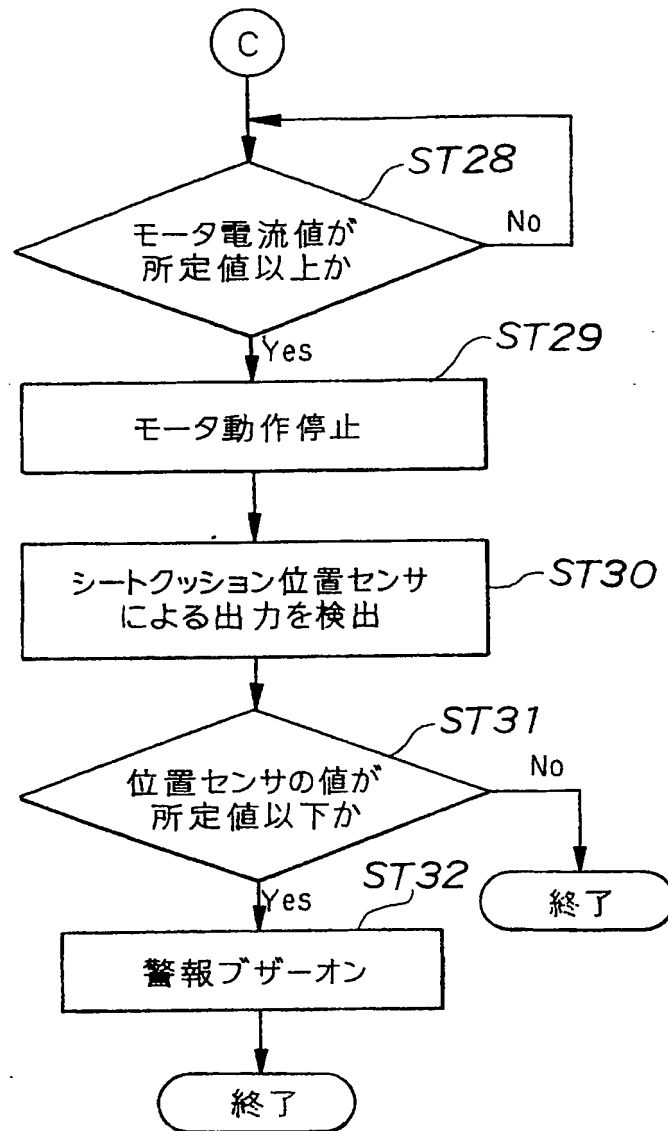 C
ST28
モータ電流値が
所定値以上か
No
Yes
ST29
モータ動作停止
シートクッション位置センサ
による出力を検出
ST30
ST31
位置センサの値が
所定値以下か
No
終了
Yes
ST32
警報ブザーオン
終了